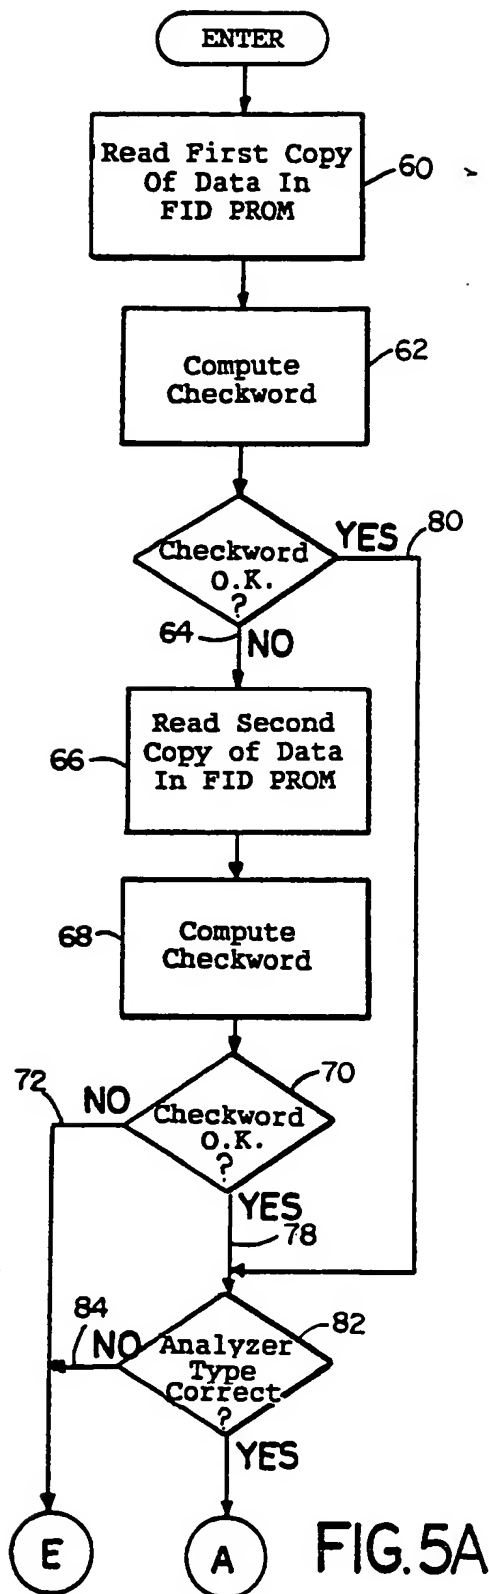 ENTER
Read First Copy
Of Data In
FID PROM
60
Compute
Checkword
62
Checkword
O.K.
?
YES
80
64
NO
Read Second
Copy of Data
In FID PROM
66
Compute
Checkword
68
Checkword
O.K.
?
70
72
NO
YES
78
Analyzer
Type
Correct
?
82
84
NO
YES
E
A
FIG.5A